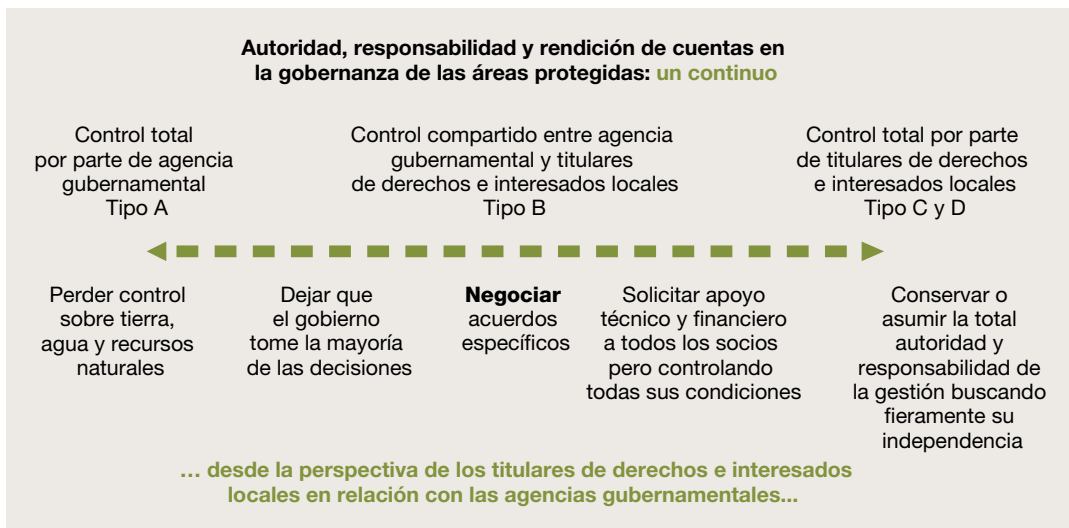 Autoridad, responsabilidad y rendición de cuentas en
la gobernanza de las áreas protegidas: un continuo
Control total
por parte de agencia
gubernamental
Tipo A
Control compartido entre agencia
gubernamental y titulares
de derechos e interesados locales
Tipo B
Control total por parte
de titulares de derechos
e interesados locales
Tipo C y D
Perder control
sobre tierra,
agua y recursos
naturales
Dejar que
el gobierno
tome la mayoría
de las decisiones
Negociar
acuerdos
específicos
Solicitar apoyo
técnico y financiero
a todos los socios
pero controlando
todas sus condiciones
Conservar o
asumir la total
autoridad y
responsabilidad de
la gestión buscando
fieramente su
independencia
… desde la perspectiva de los titulares de derechos e interesados
locales en relación con las agencias gubernamentales...